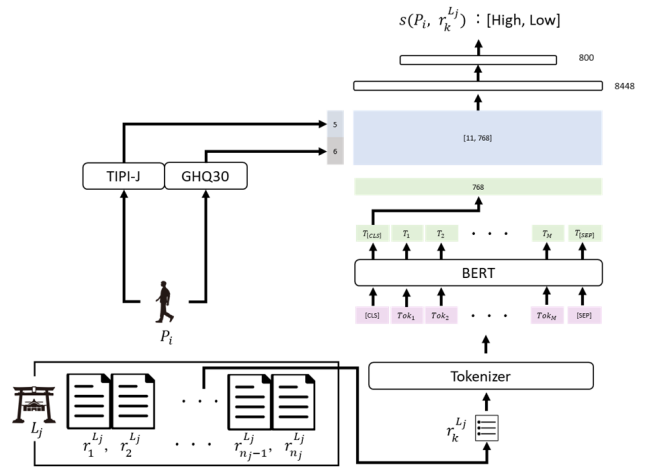 s(P_i, r_k^{L_j}) : [High, Low]
800
8448
5
[11, 768]
6
TIPI-J GHQ30
768
T_{[CLS]} T_1 T_2 · · · T_M T_{[SEP]}
BERT
[CLS] Tok_1 Tok_2 · · · Tok_M [SEP]
P_i
Tokenizer
· · ·
L_j
r_1^{L_j}, r_2^{L_j} · · · r_{n_j-1}^{L_j}, r_{n_j}^{L_j}
r_k^{L_j}